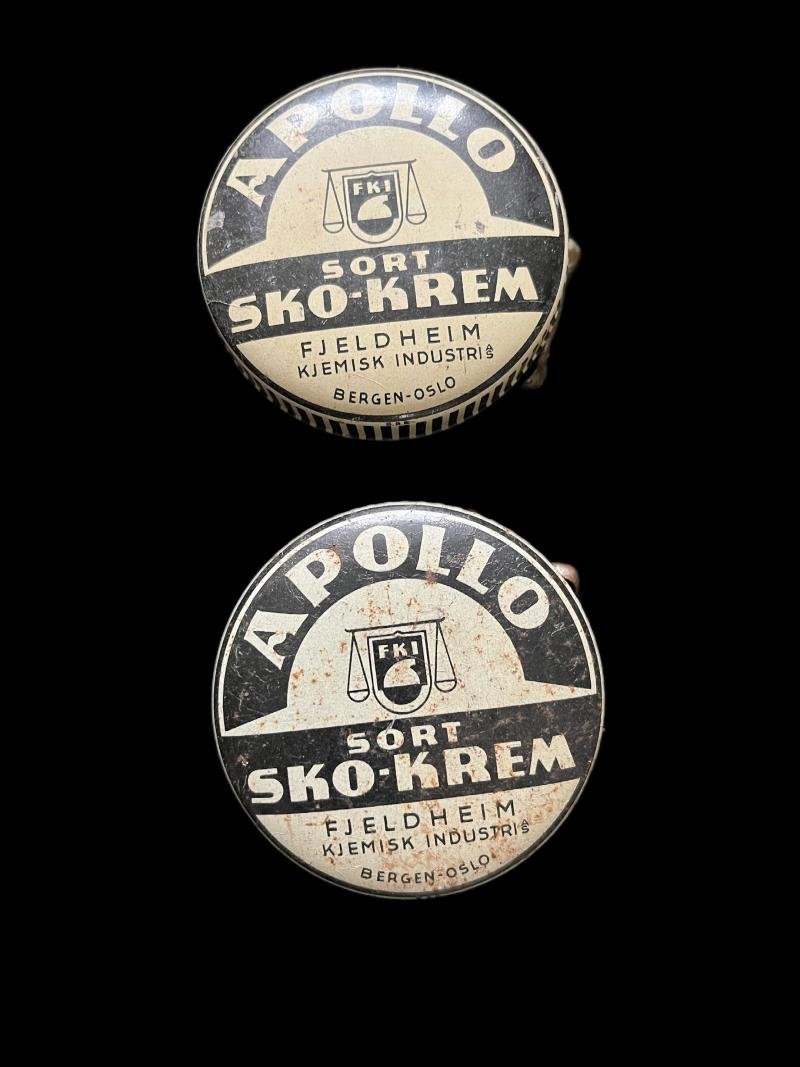 APOLLO
FKI
SORT
SKO-KREM
FJELDHEIM
KJEMISK INDUSTRI A/S
BERGEN-OSLO
APOLLO
FKI
SORT
SKO-KREM
FJELDHEIM
KJEMISK INDUSTRI A/S
BERGEN-OSLO